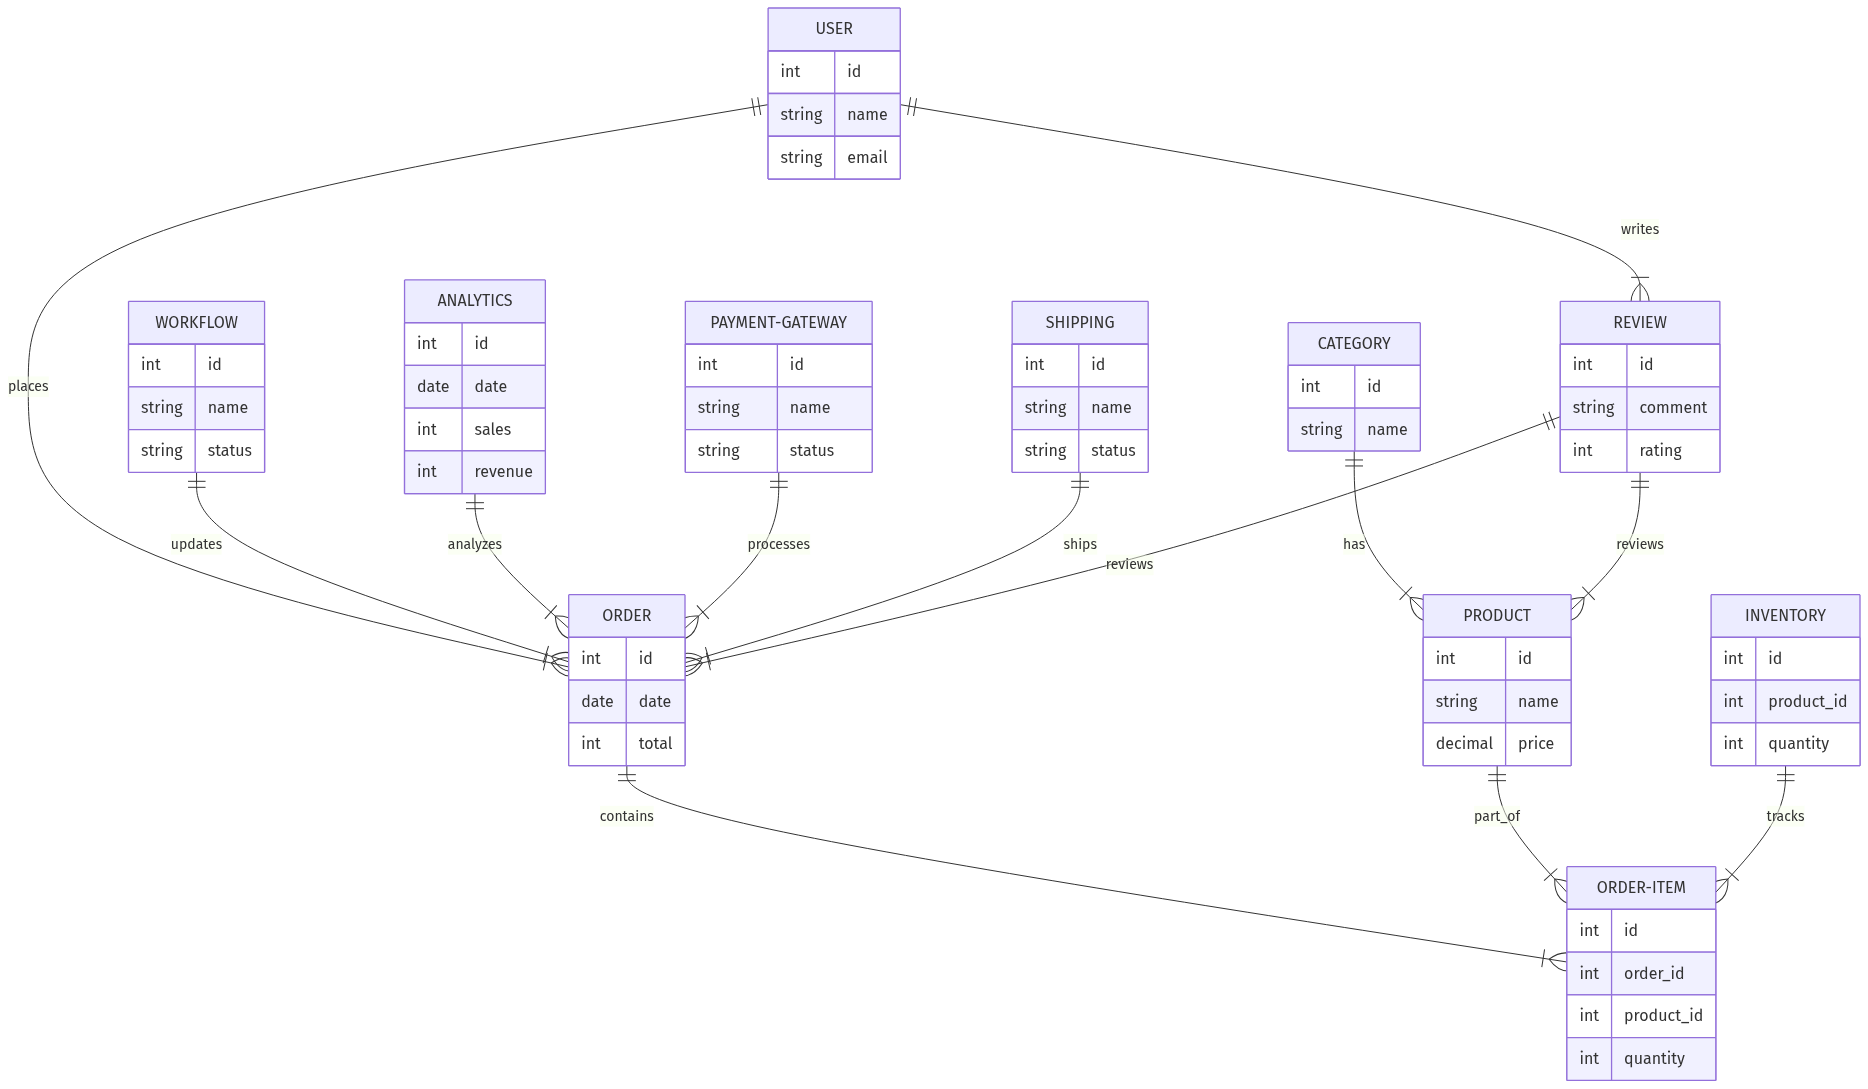 USER
int id
string name
string email
writes
places
WORKFLOW
int id
string name
string status
ANALYTICS
int id
date date
int sales
int revenue
PAYMENT-GATEWAY
int id
string name
string status
SHIPPING
int id
string name
string status
CATEGORY
int id
string name
REVIEW
int id
string comment
int rating
updates
analyzes
processes
ships
reviews
has
reviews
ORDER
int id
date date
int total
PRODUCT
int id
string name
decimal price
INVENTORY
int id
int product_id
int quantity
contains
part_of
tracks
ORDER-ITEM
int id
int order_id
int product_id
int quantity